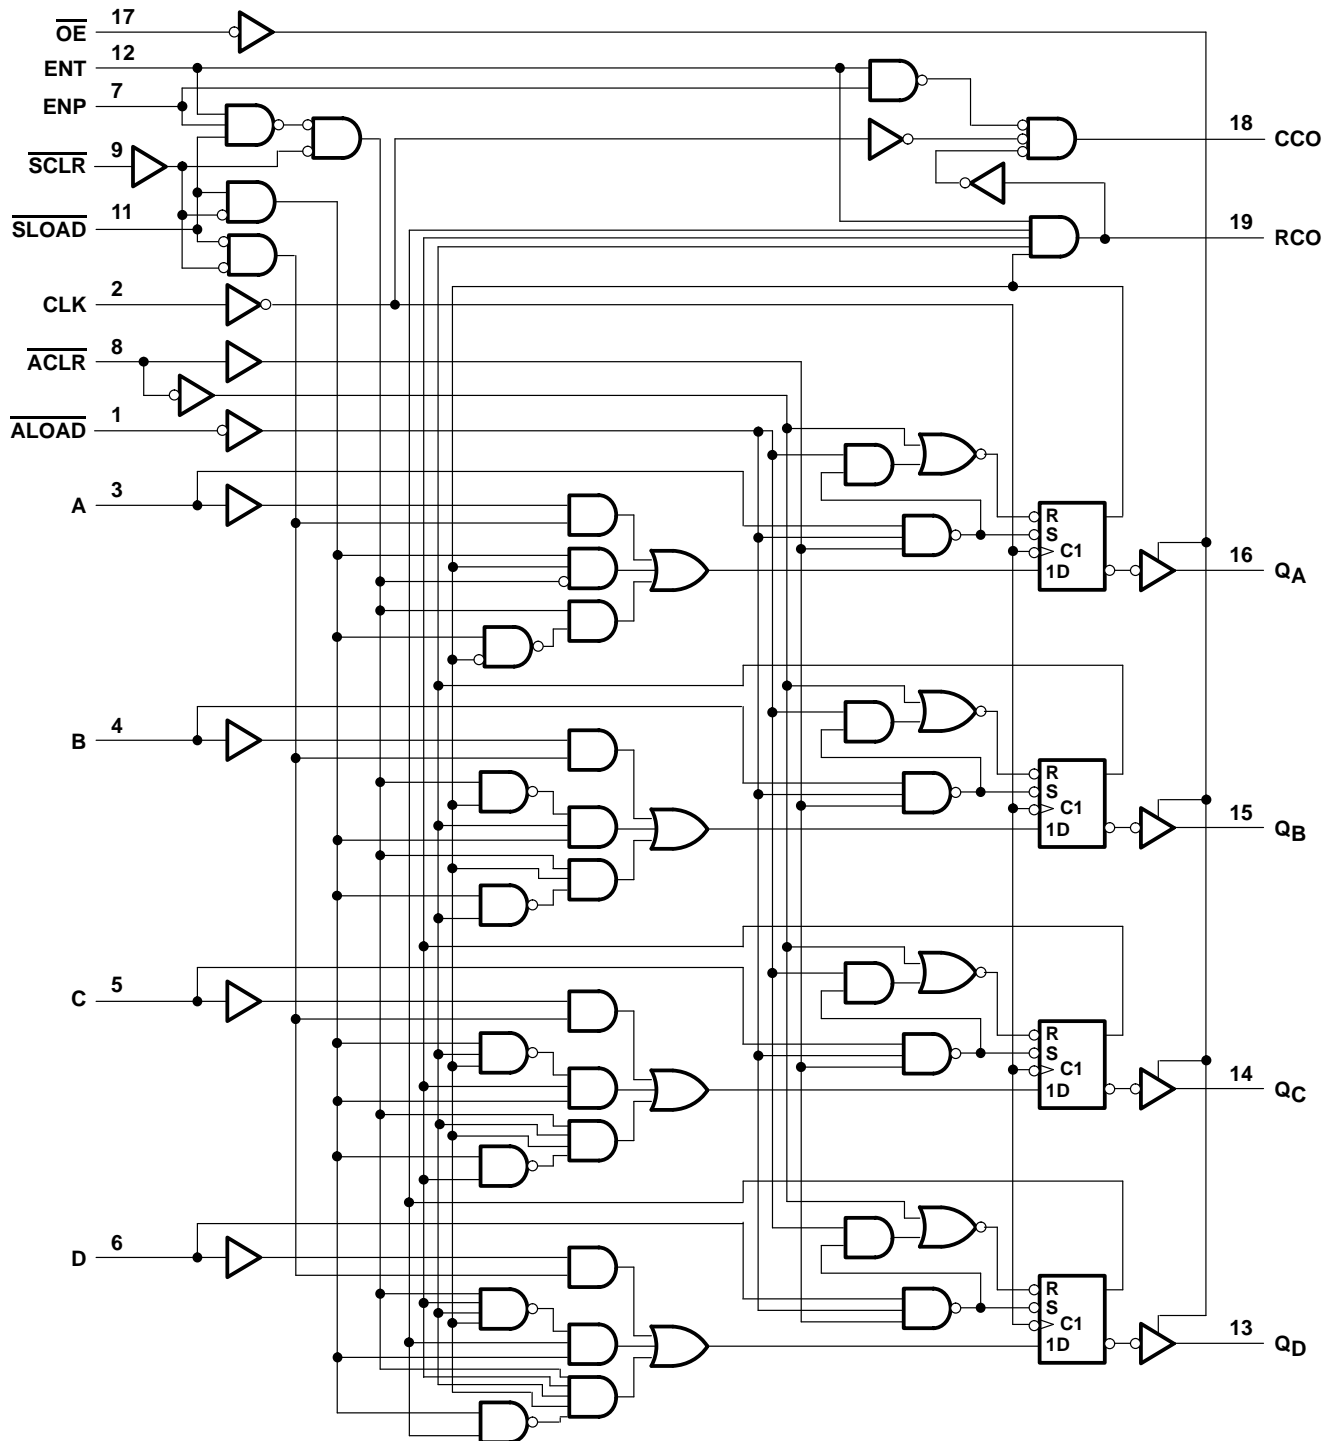 OE 17
ENT 12
ENP 7
SCLR 9
18 CCO
SLOAD 11
19 RCO
CLK 2
ACLR 8
ALOAD 1
A 3
R
S
C1
1D
16 QA
B 4
R
S
C1
1D
15 QB
C 5
R
S
C1
1D
14 QC
D 6
R
S
C1
1D
13 QD